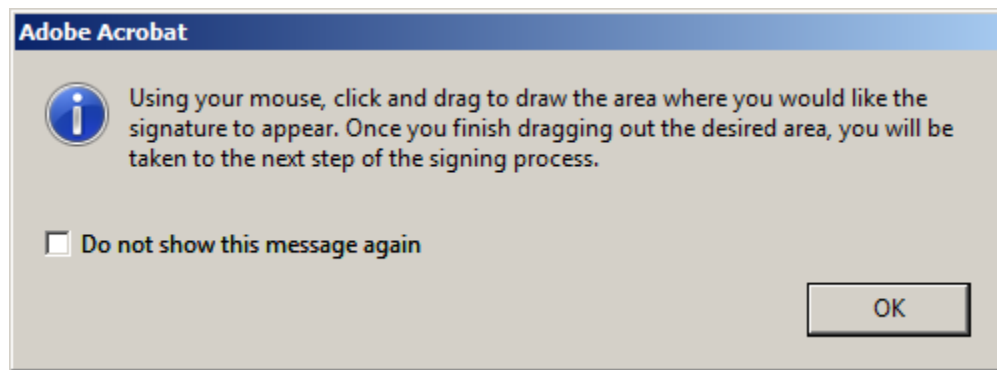 Adobe Acrobat
Using your mouse, click and drag to draw the area where you would like the
signature to appear. Once you finish dragging out the desired area, you will be
taken to the next step of the signing process.
Do not show this message again
OK